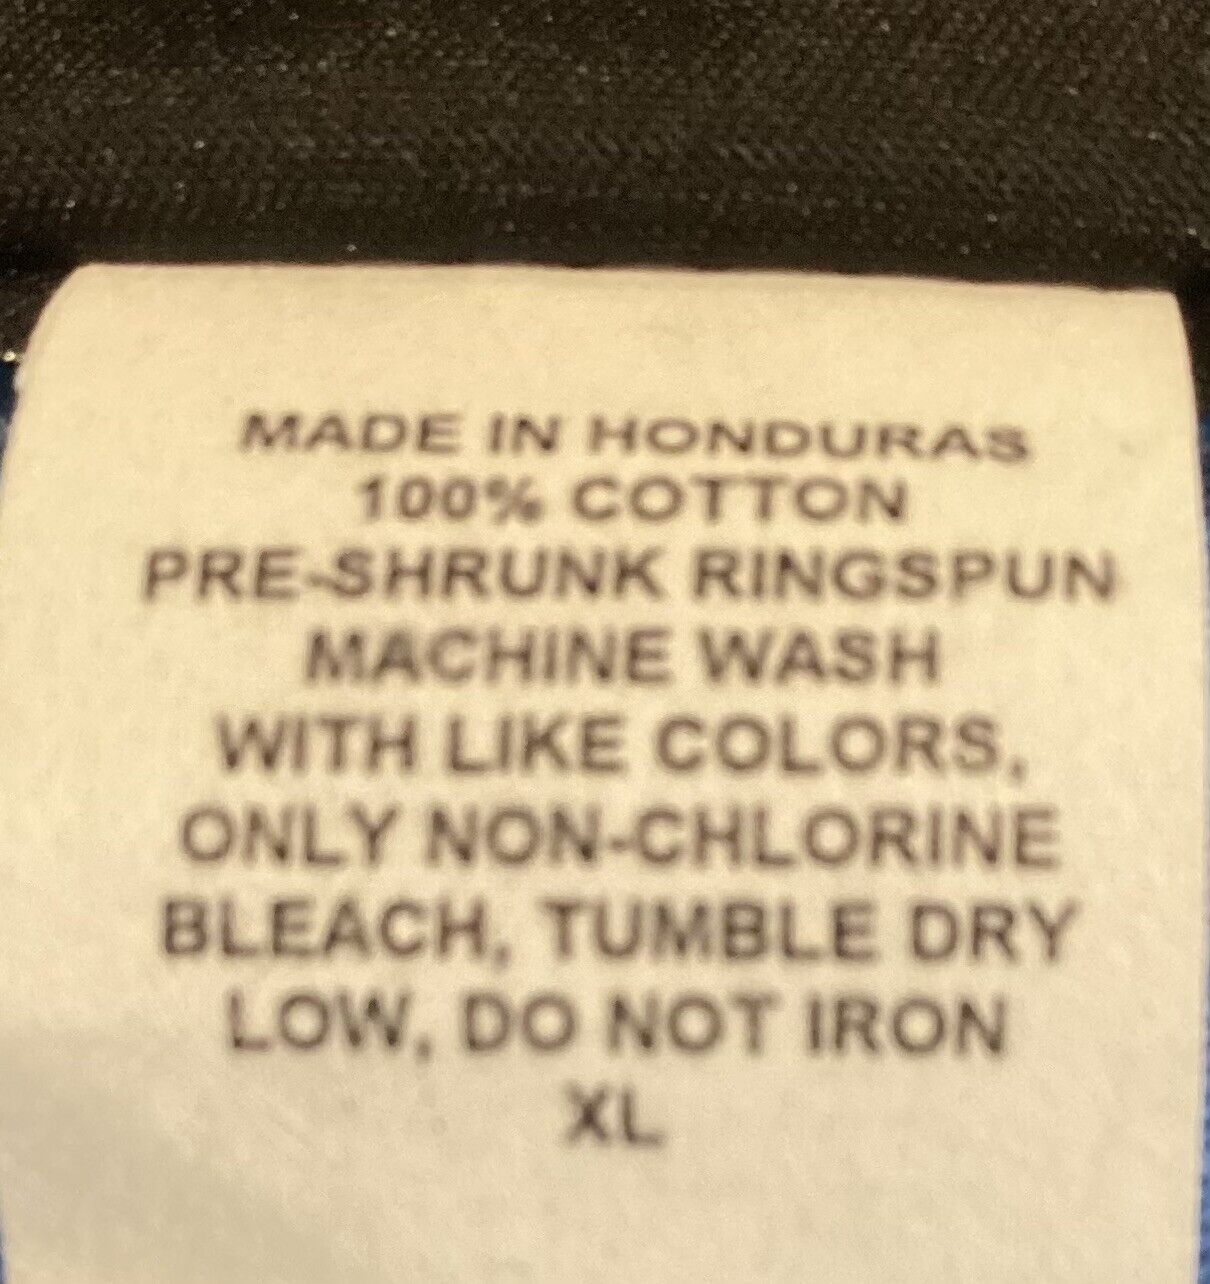 MADE IN HONDURAS
100% COTTON
PRE-SHRUNK RINGSPUN
MACHINE WASH
WITH LIKE COLORS,
ONLY NON-CHLORINE
BLEACH, TUMBLE DRY
LOW, DO NOT IRON
XL